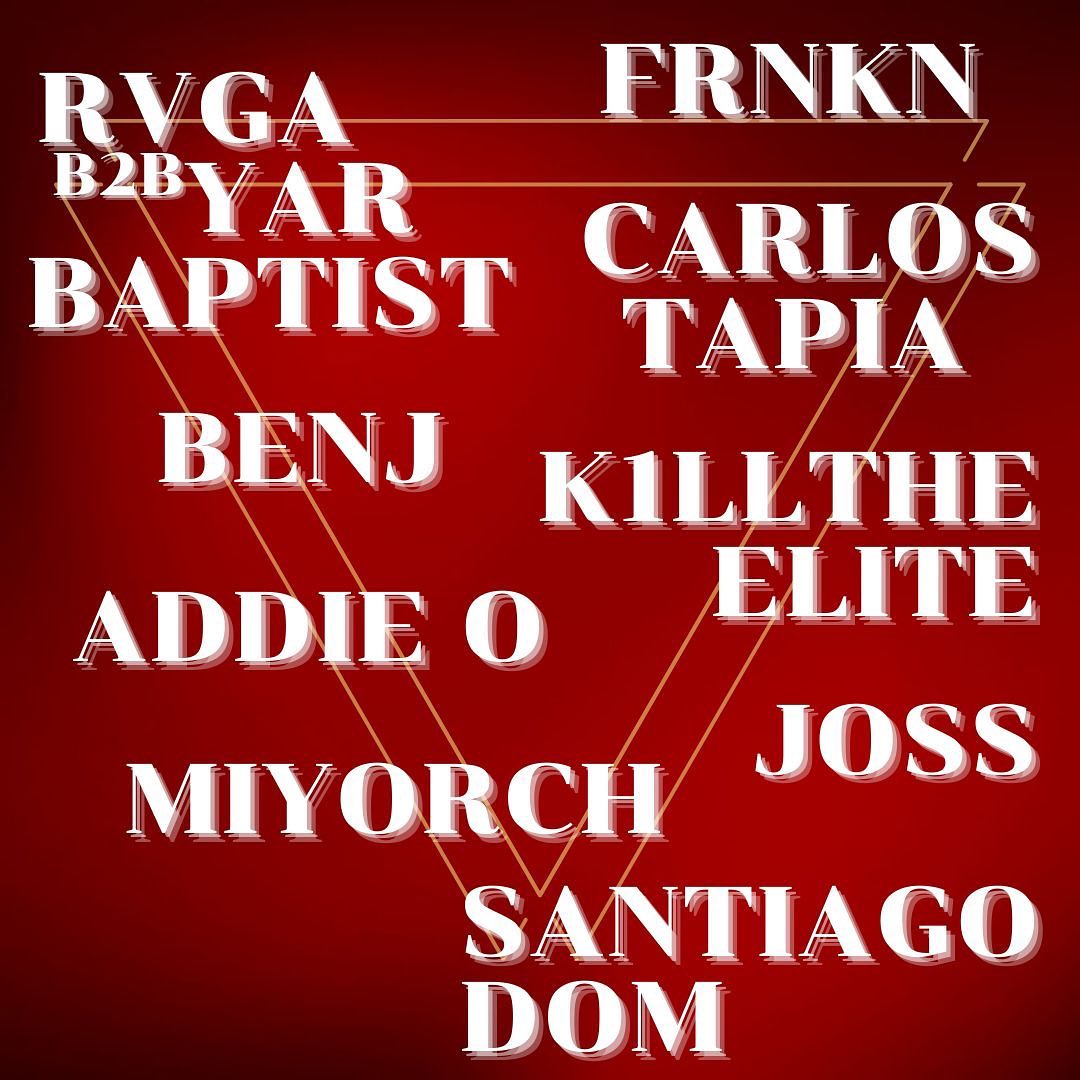 RVGA
B2B YAR
BAPTIST
FRNKN
CARLOS
TAPIA
BENJ
K1LLTHE
ELITE
ADDIE O
JOSS
MIYORCH
SANTIAGO
DOM